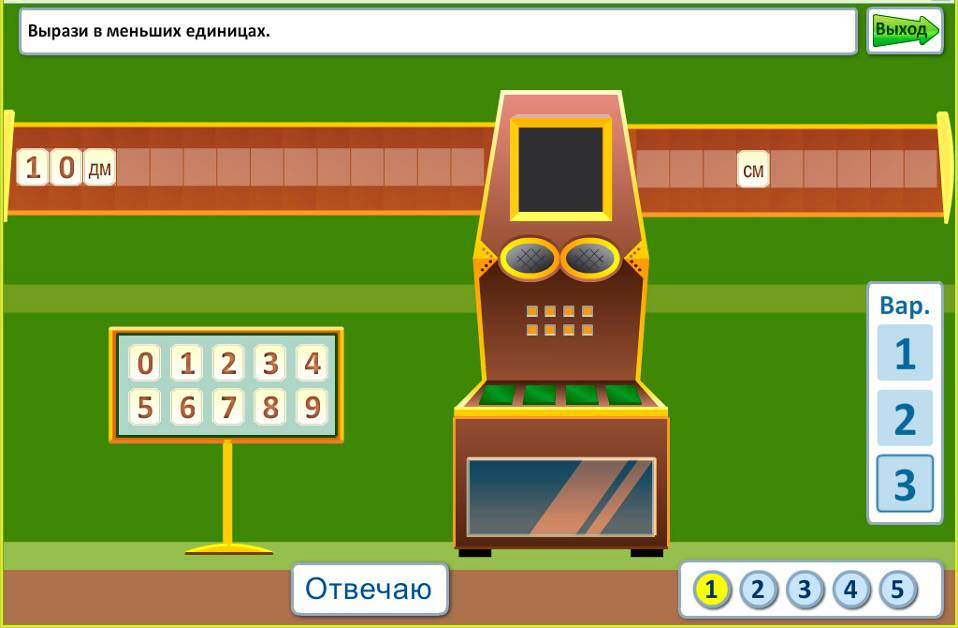 Вырази в меньших единицах.
Выход
10 дм
см
Вар.
1
2
3
0 1 2 3 4
5 6 7 8 9
Отвечаю
1 2 3 4 5